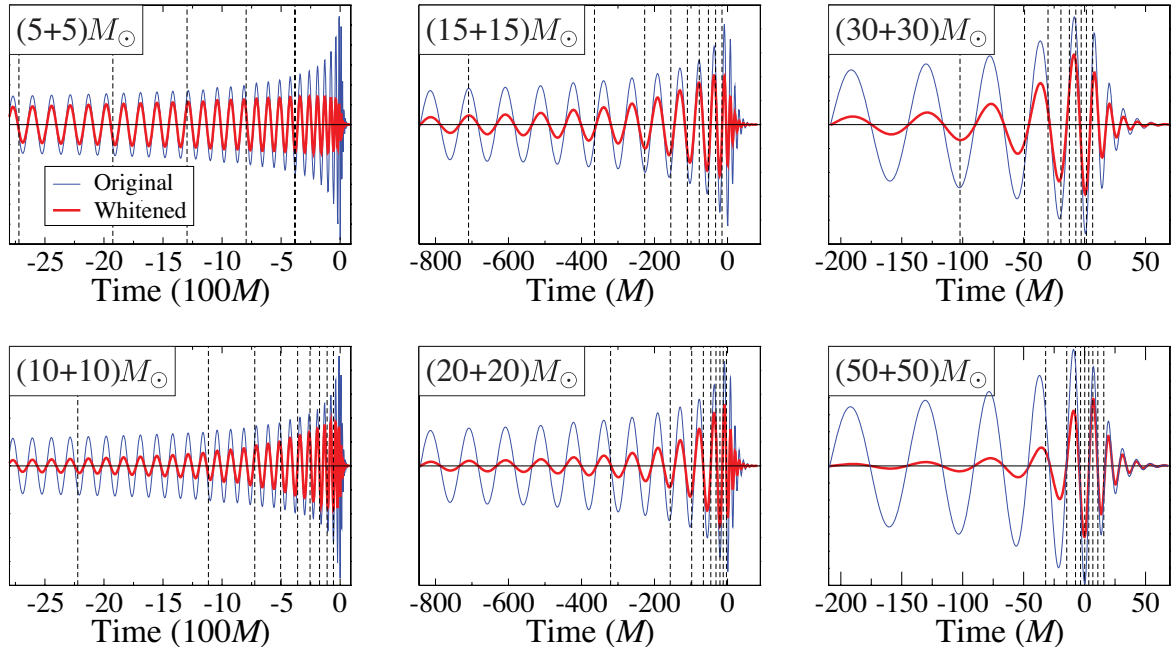 (5+5)M⊙
(15+15)M⊙
(30+30)M⊙
Original
Whitened
-25 -20 -15 -10 -5 0
-800 -600 -400 -200 0
-200 -150 -100 -50 0 50
Time (100M)
Time (M)
Time (M)
(10+10)M⊙
(20+20)M⊙
(50+50)M⊙
-25 -20 -15 -10 -5 0
-800 -600 -400 -200 0
-200 -150 -100 -50 0 50
Time (100M)
Time (M)
Time (M)